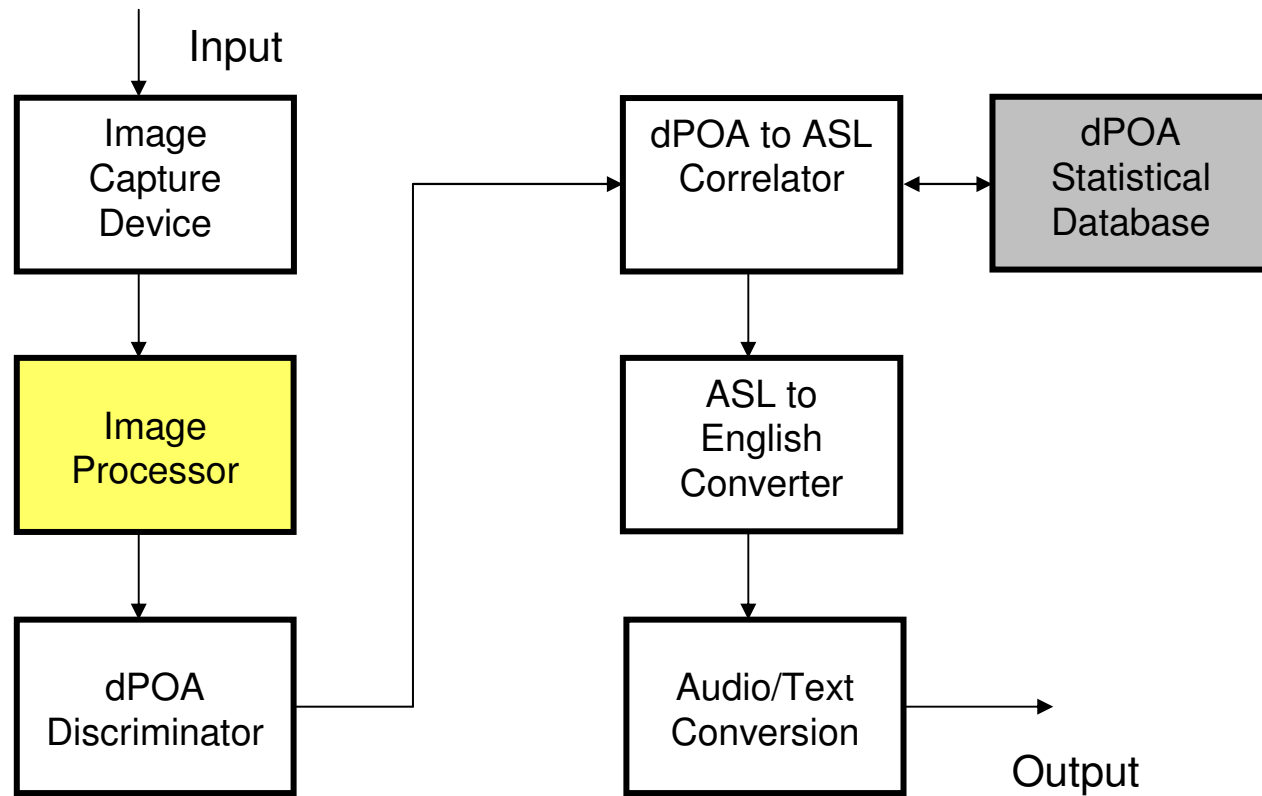 Input
Image
Capture
Device
Image
Processor
dPOA
Discriminator
dPOA to ASL
Correlator
dPOA
Statistical
Database
ASL to
English
Converter
Audio/Text
Conversion
Output